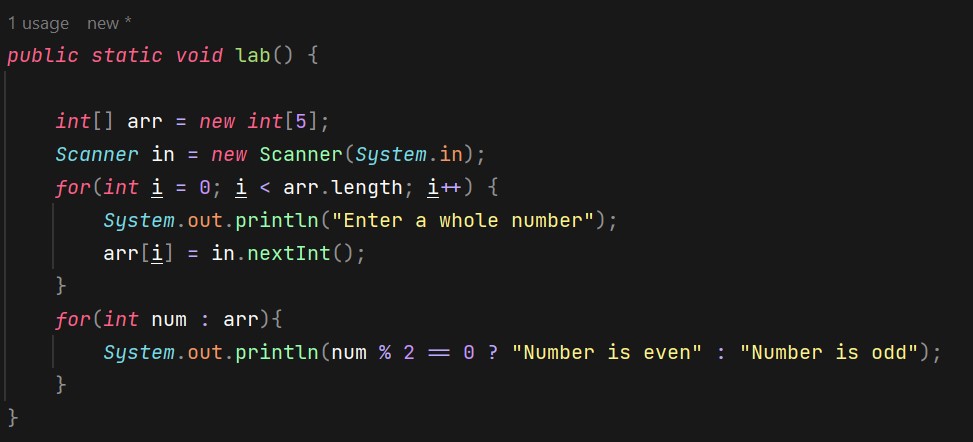 1 usage new *
public static void lab() {
int[] arr = new int[5];
Scanner in = new Scanner(System.in);
for(int i = 0; i < arr.length; i++) {
System.out.println("Enter a whole number");
arr[i] = in.nextInt();
}
for(int num : arr){
System.out.println(num % 2 == 0 ? "Number is even" : "Number is odd");
}
}